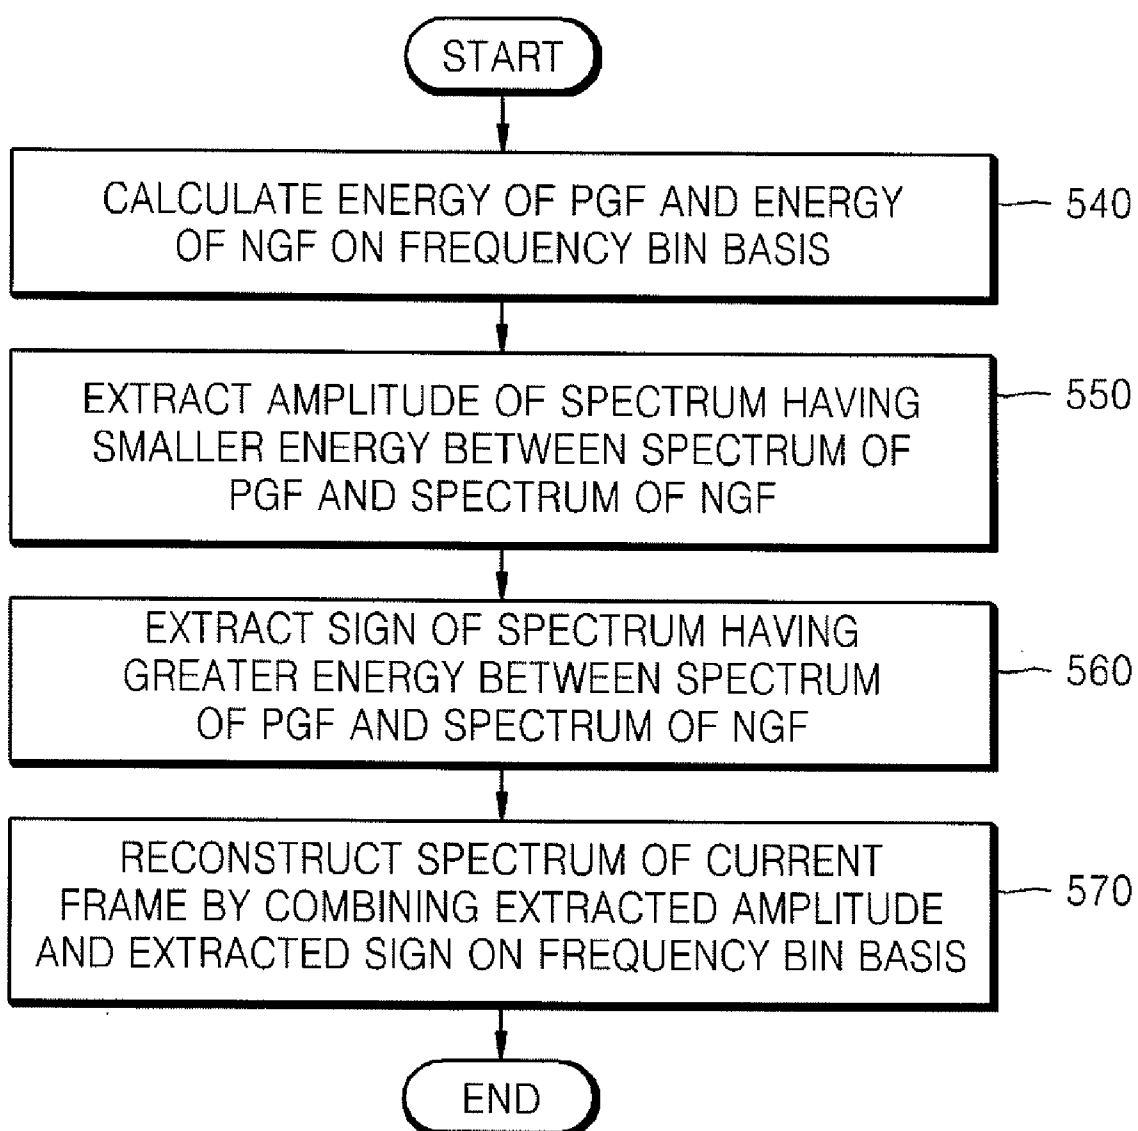 START
CALCULATE ENERGY OF PGF AND ENERGY
OF NGF ON FREQUENCY BIN BASIS
540
EXTRACT AMPLITUDE OF SPECTRUM HAVING
SMALLER ENERGY BETWEEN SPECTRUM OF
PGF AND SPECTRUM OF NGF
550
EXTRACT SIGN OF SPECTRUM HAVING
GREATER ENERGY BETWEEN SPECTRUM
OF PGF AND SPECTRUM OF NGF
560
RECONSTRUCT SPECTRUM OF CURRENT
FRAME BY COMBINING EXTRACTED AMPLITUDE
AND EXTRACTED SIGN ON FREQUENCY BIN BASIS
570
END